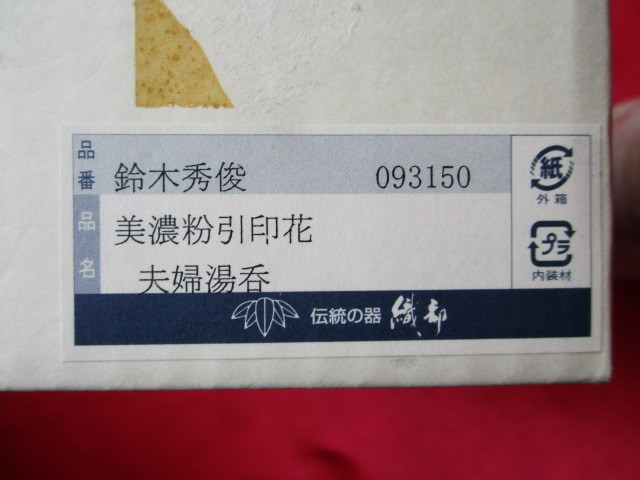 品番 鈴木秀俊 093150
品名 美濃粉引印花
夫婦湯呑
伝統の器 織部
紙
外箱
プラ
内装材